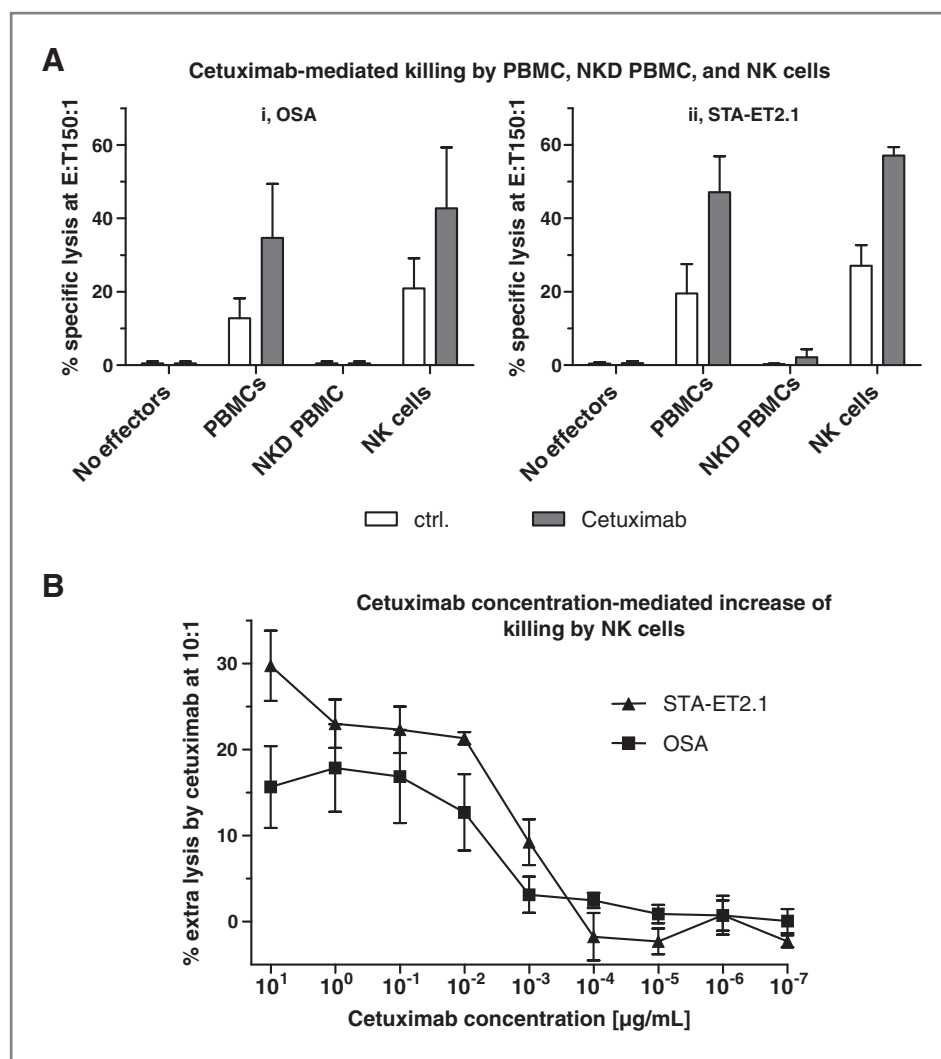 A
Cetuximab-mediated killing by PBMC, NKD PBMC, and NK cells
i, OSA
% specific lysis at E:T150:1
60
40
20
0
No effectors
PBMCs
NKD PBMC
NK cells
ii, STA-ET2.1
% specific lysis at E:T150:1
60
40
20
0
No effectors
PBMCs
NKD PBMCs
NK cells
ctrl.
Cetuximab
B
Cetuximab concentration-mediated increase of
killing by NK cells
% extra lysis by cetuximab at 10:1
30
20
10
0
STA-ET2.1
OSA
10¹ 10⁰ 10⁻¹ 10⁻² 10⁻³ 10⁻⁴ 10⁻⁵ 10⁻⁶ 10⁻⁷
Cetuximab concentration [µg/mL]